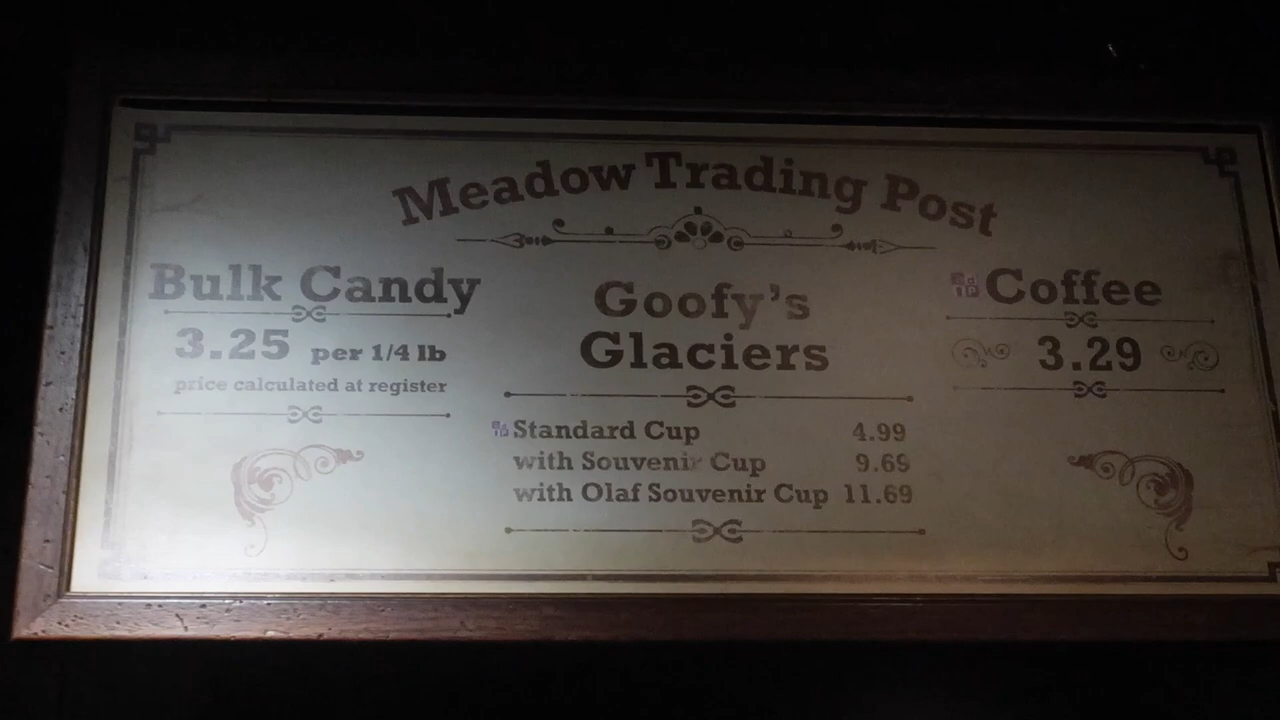 Meadow Trading Post
Bulk Candy
3.25 per 1/4 lb
price calculated at register
Goofy's
Glaciers
Standard Cup 4.99
with Souvenir Cup 9.69
with Olaf Souvenir Cup 11.69
Coffee
3.29